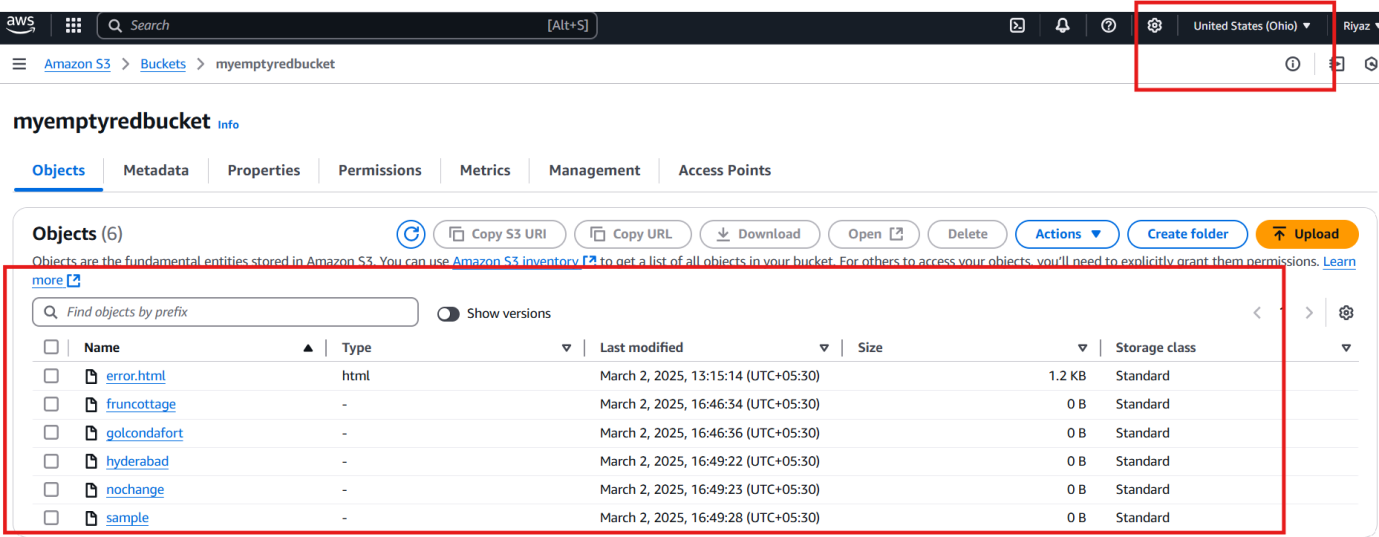 aws Search [Alt+S] United States (Ohio) Riyaz
Amazon S3 > Buckets > myemptyredbucket
myemptyredbucket Info
Objects Metadata Properties Permissions Metrics Management Access Points
Objects (6) Copy S3 URI Copy URL Download Open Delete Actions Create folder Upload
Objects are the fundamental entities stored in Amazon S3. You can use Amazon S3 inventory to get a list of all objects in your bucket. For others to access your objects, you'll need to explicitly grant them permissions. Learn
more
Find objects by prefix Show versions 1
Name Type Last modified Size Storage class
error.html html March 2, 2025, 13:15:14 (UTC+05:30) 1.2 KB Standard
fruncottage - March 2, 2025, 16:46:34 (UTC+05:30) 0 B Standard
golcondafort - March 2, 2025, 16:46:36 (UTC+05:30) 0 B Standard
hyderabad - March 2, 2025, 16:49:22 (UTC+05:30) 0 B Standard
nochange - March 2, 2025, 16:49:23 (UTC+05:30) 0 B Standard
sample - March 2, 2025, 16:49:28 (UTC+05:30) 0 B Standard